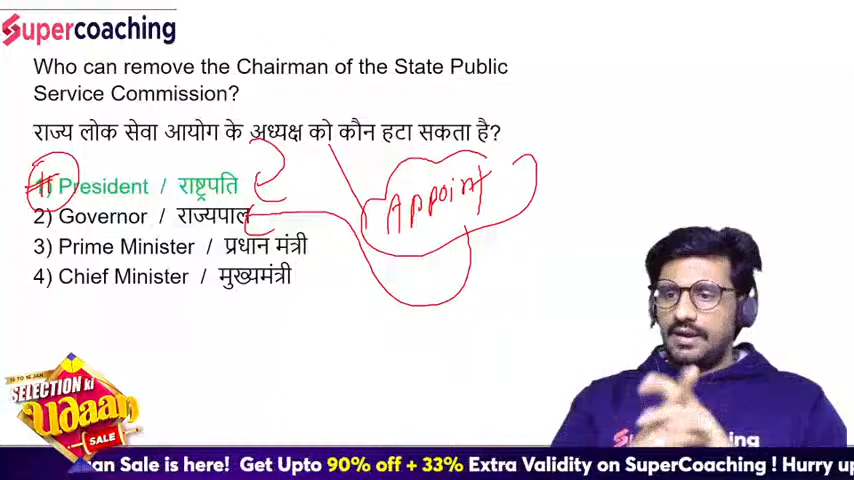 Supercoaching
Who can remove the Chairman of the State Public
Service Commission?
राज्य लोक सेवा आयोग के अध्यक्ष को कौन हटा सकता है?
1) President / राष्ट्रपति
2) Governor / राज्यपाल
3) Prime Minister / प्रधान मंत्री
4) Chief Minister / मुख्यमंत्री
Appoint
SELECTION Ki
Udaan
SALE
an Sale is here! Get Upto 90% off + 33% Extra Validity on SuperCoaching ! Hurry up